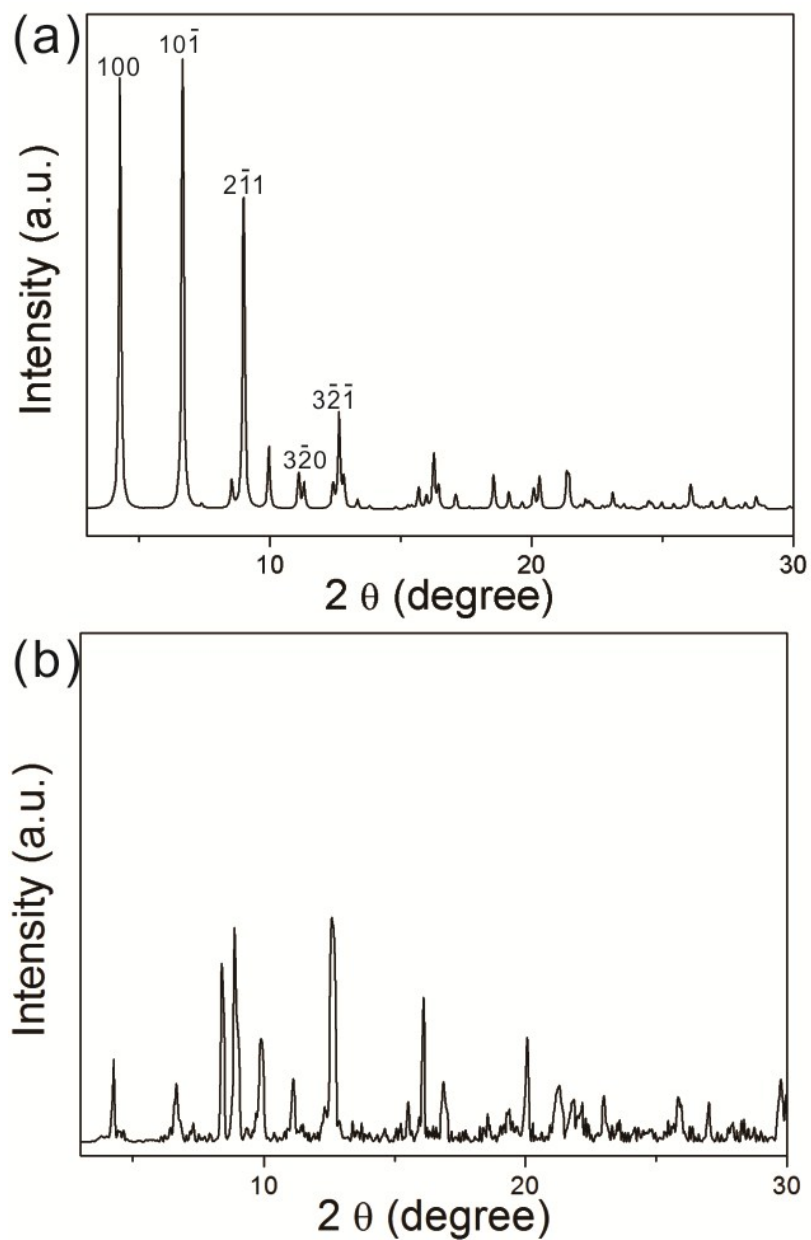 (a)
100
101̄
21̄1
32̄0
32̄1̄
Intensity (a.u.)
10
20
30
2 θ (degree)
(b)
Intensity (a.u.)
10
20
30
2 θ (degree)